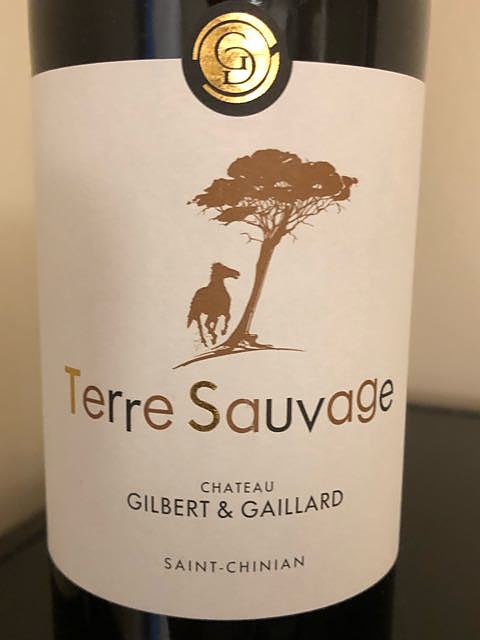 Terre Sauvage
CHATEAU
GILBERT & GAILLARD
SAINT-CHINIAN